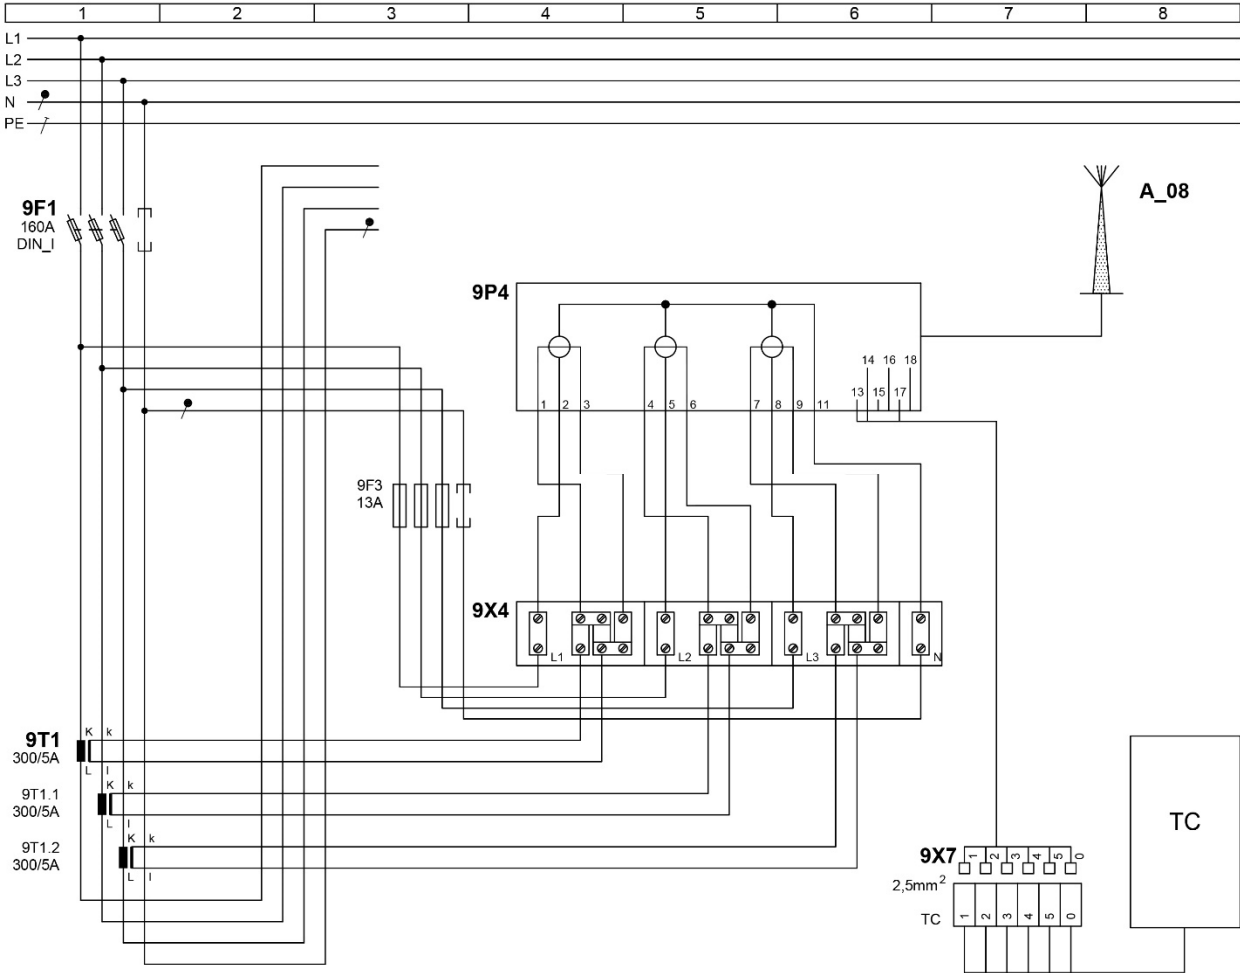 1 2 3 4 5 6 7 8
L1
L2
L3
N
PE
9F1
160A
DIN_I
A_08
9P4
14 16 18
13 15 17
1 2 3 4 5 6 7 8 9 11
9F3
13A
9X4
L1 L2 L3 N
9T1
300/5A
K k
L l
9T1.1
300/5A
K k
L l
9T1.2
300/5A
K k
L l
TC
9X7
1 2 3 4 5 0
2,5mm²
TC
1 2 3 4 5 0